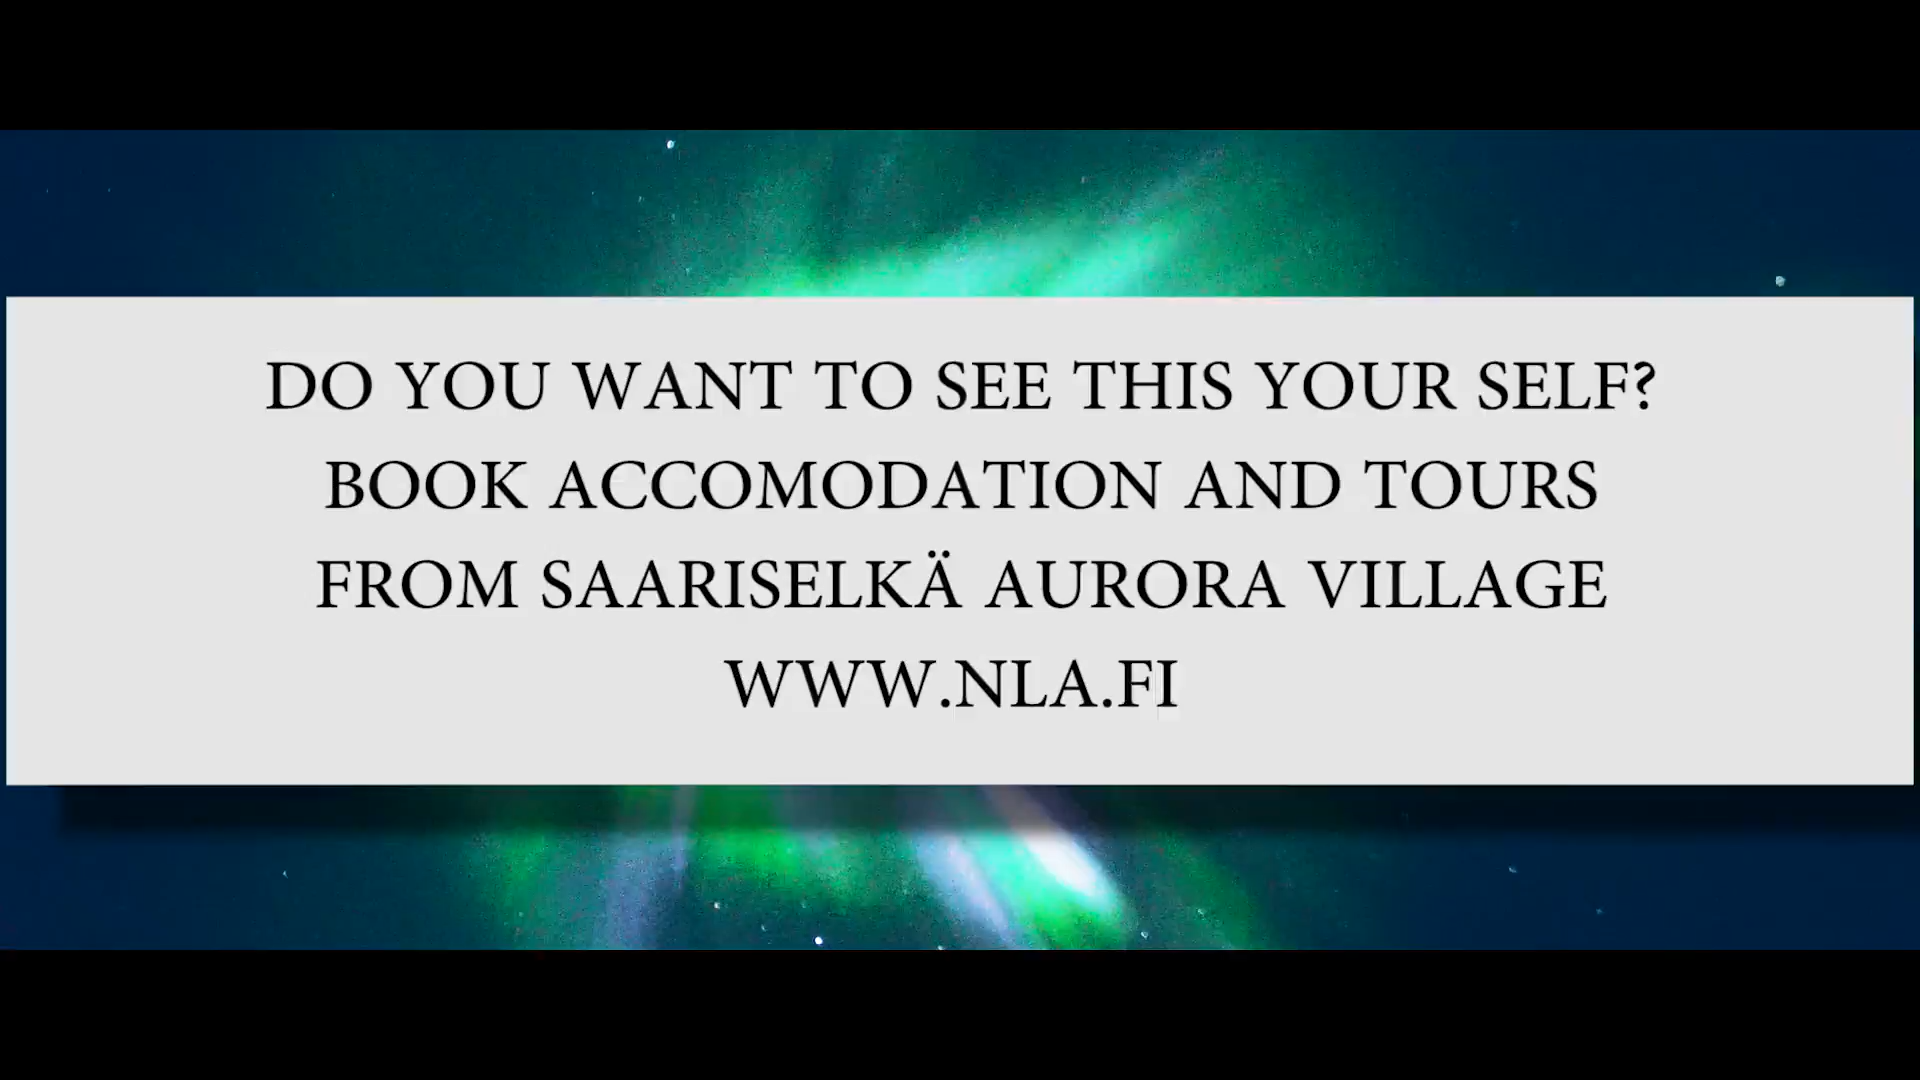 DO YOU WANT TO SEE THIS YOUR SELF?
BOOK ACCOMODATION AND TOURS
FROM SAARISELKÄ AURORA VILLAGE
WWW.NLA.FI